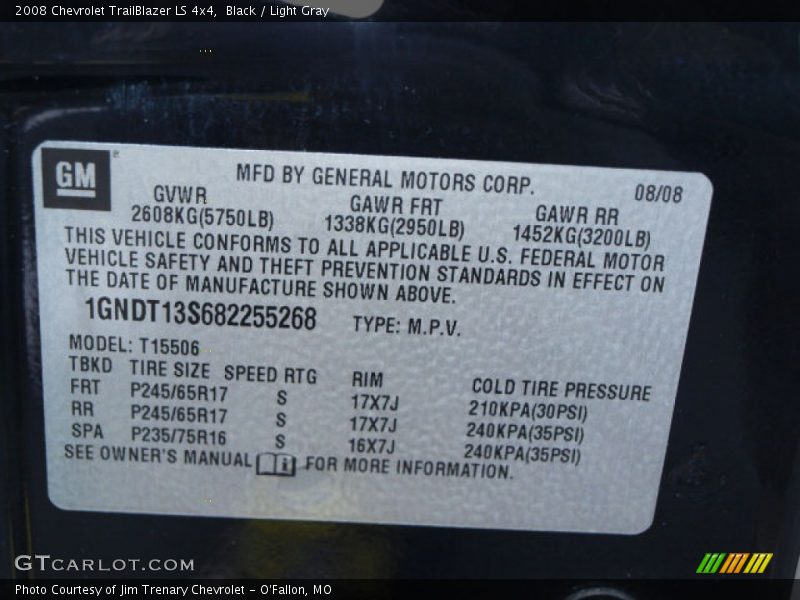 2008 Chevrolet TrailBlazer LS 4x4, Black / Light Gray
GM
MFD BY GENERAL MOTORS CORP.
08/08
GVWR GAWR FRT GAWR RR
2608KG(5750LB) 1338KG(2950LB) 1452KG(3200LB)
THIS VEHICLE CONFORMS TO ALL APPLICABLE U.S. FEDERAL MOTOR
VEHICLE SAFETY AND THEFT PREVENTION STANDARDS IN EFFECT ON
THE DATE OF MANUFACTURE SHOWN ABOVE.
1GNDT13S682255268 TYPE: M.P.V.
MODEL: T15506
TBKD TIRE SIZE SPEED RTG RIM COLD TIRE PRESSURE
FRT P245/65R17 S 17X7J 210KPA(30PSI)
RR P245/65R17 S 17X7J 240KPA(35PSI)
SPA P235/75R16 S 16X7J 240KPA(35PSI)
SEE OWNER'S MANUAL FOR MORE INFORMATION.
GTCARLOT.COM
Photo Courtesy of Jim Trenary Chevrolet - O'Fallon, MO